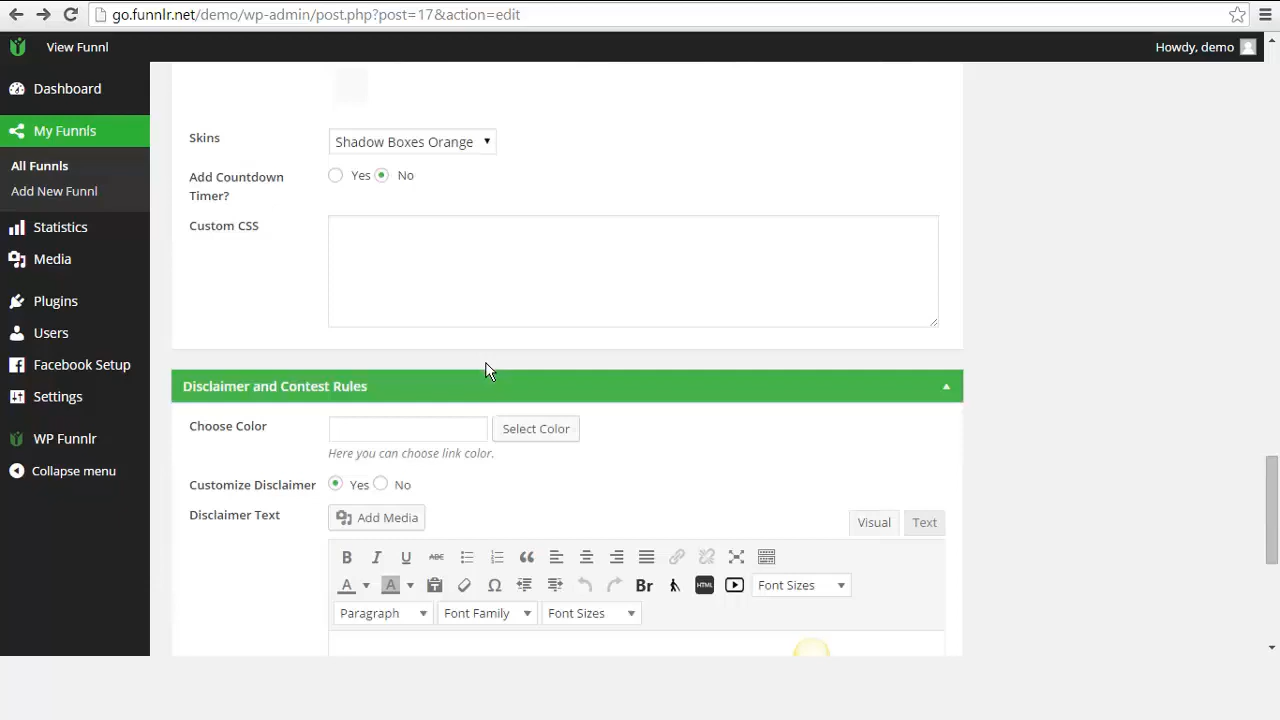 go.funnlr.net/demo/wp-admin/post.php?post=17&action=edit
View Funnl
Howdy, demo
Dashboard
My Funnls
All Funnls
Add New Funnl
Statistics
Media
Plugins
Users
Facebook Setup
Settings
WP Funnlr
Collapse menu
Skins
Shadow Boxes Orange
Add Countdown
Timer?
Yes No
Custom CSS
Disclaimer and Contest Rules
Choose Color
Select Color
Here you can choose link color.
Customize Disclaimer
Yes No
Disclaimer Text
Add Media
Visual Text
B I U ABC
A A Ω Br HTML Font Sizes
Paragraph Font Family Font Sizes